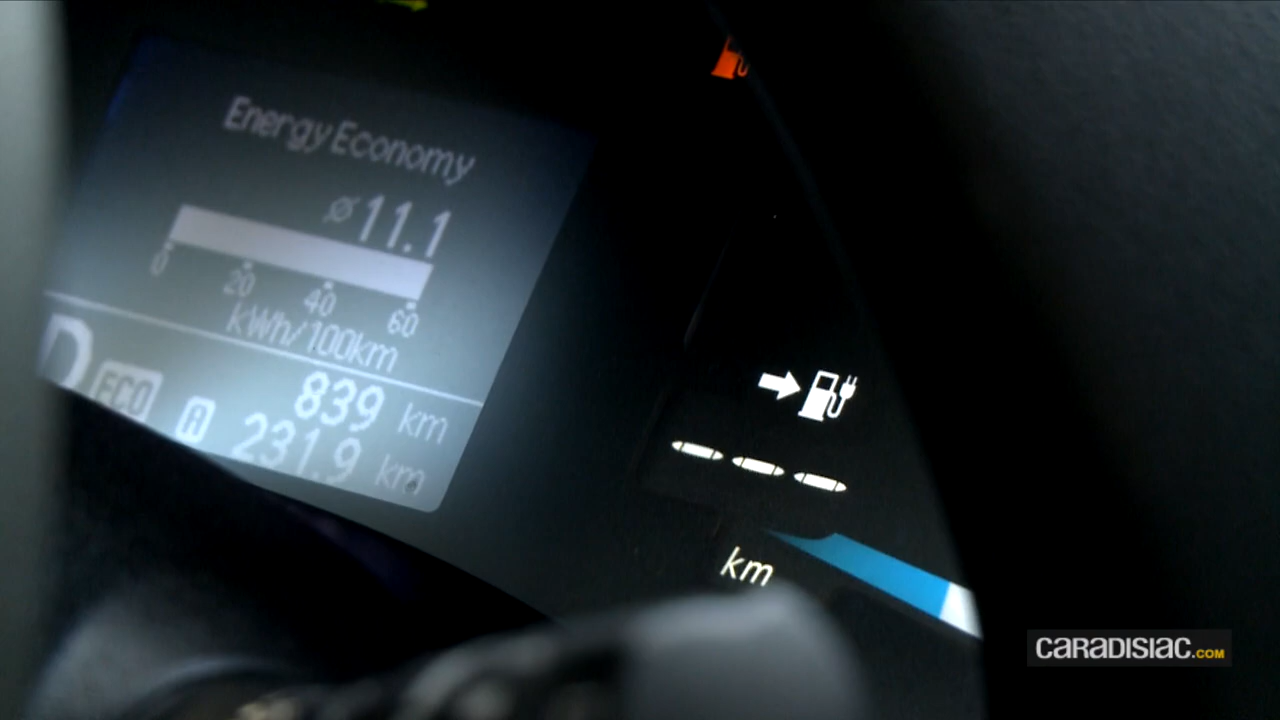 Energy Economy
ø 11.1
0 20 40 60
kWh/100km
D ECO 839 km
A 231.9 km
---
km
CARADISIAC.COM